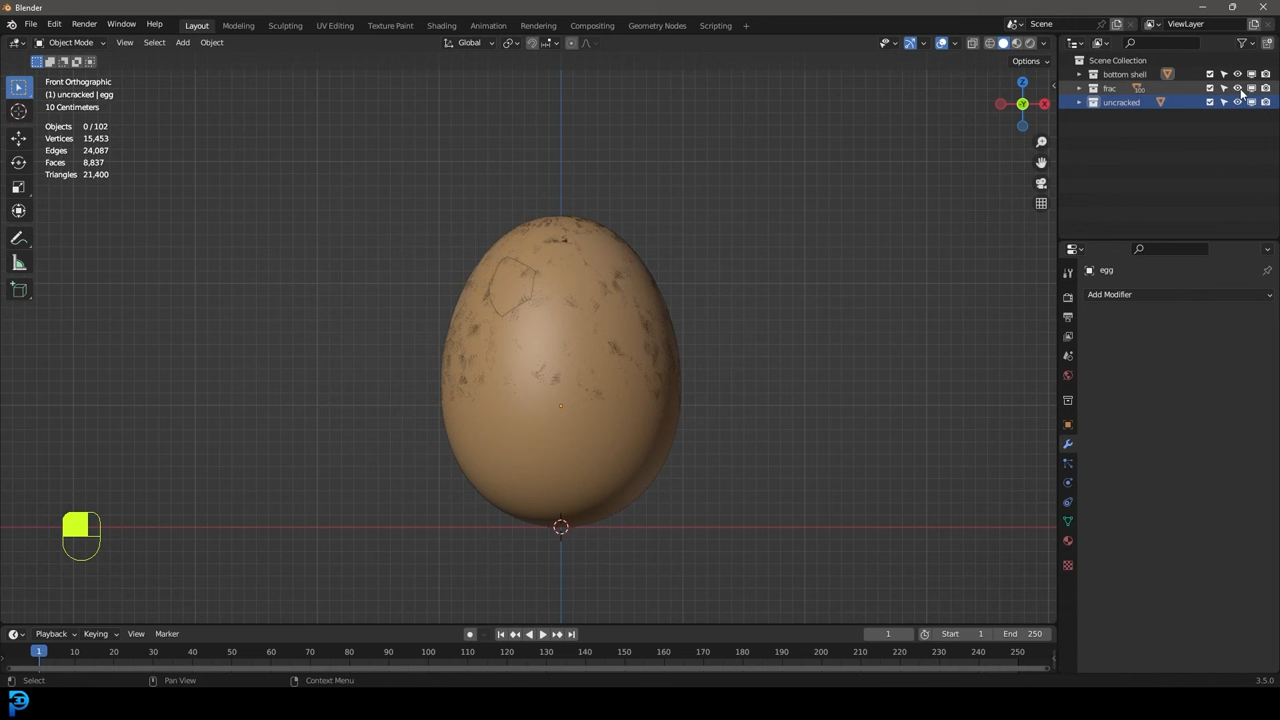 Blender
File Edit Render Window Help Layout Modeling Sculpting UV Editing Texture Paint Shading Animation Rendering Compositing Geometry Nodes Scripting + Scene ViewLayer
Object Mode View Select Add Object Global
Options
Front Orthographic
(1) uncracked | egg
10 Centimeters
Objects 0 / 102
Vertices 15,453
Edges 24,087
Faces 8,837
Triangles 21,400
Z
Y
X
Scene Collection
bottom shell
frac 100
uncracked
egg
Add Modifier
Playback Keying View Marker 1 Start 1 End 250
1 10 20 30 40 50 60 70 80 90 100 110 120 130 140 150 160 170 180 190 200 210 220 230 240 250
Select Pan View Context Menu 3.5.0